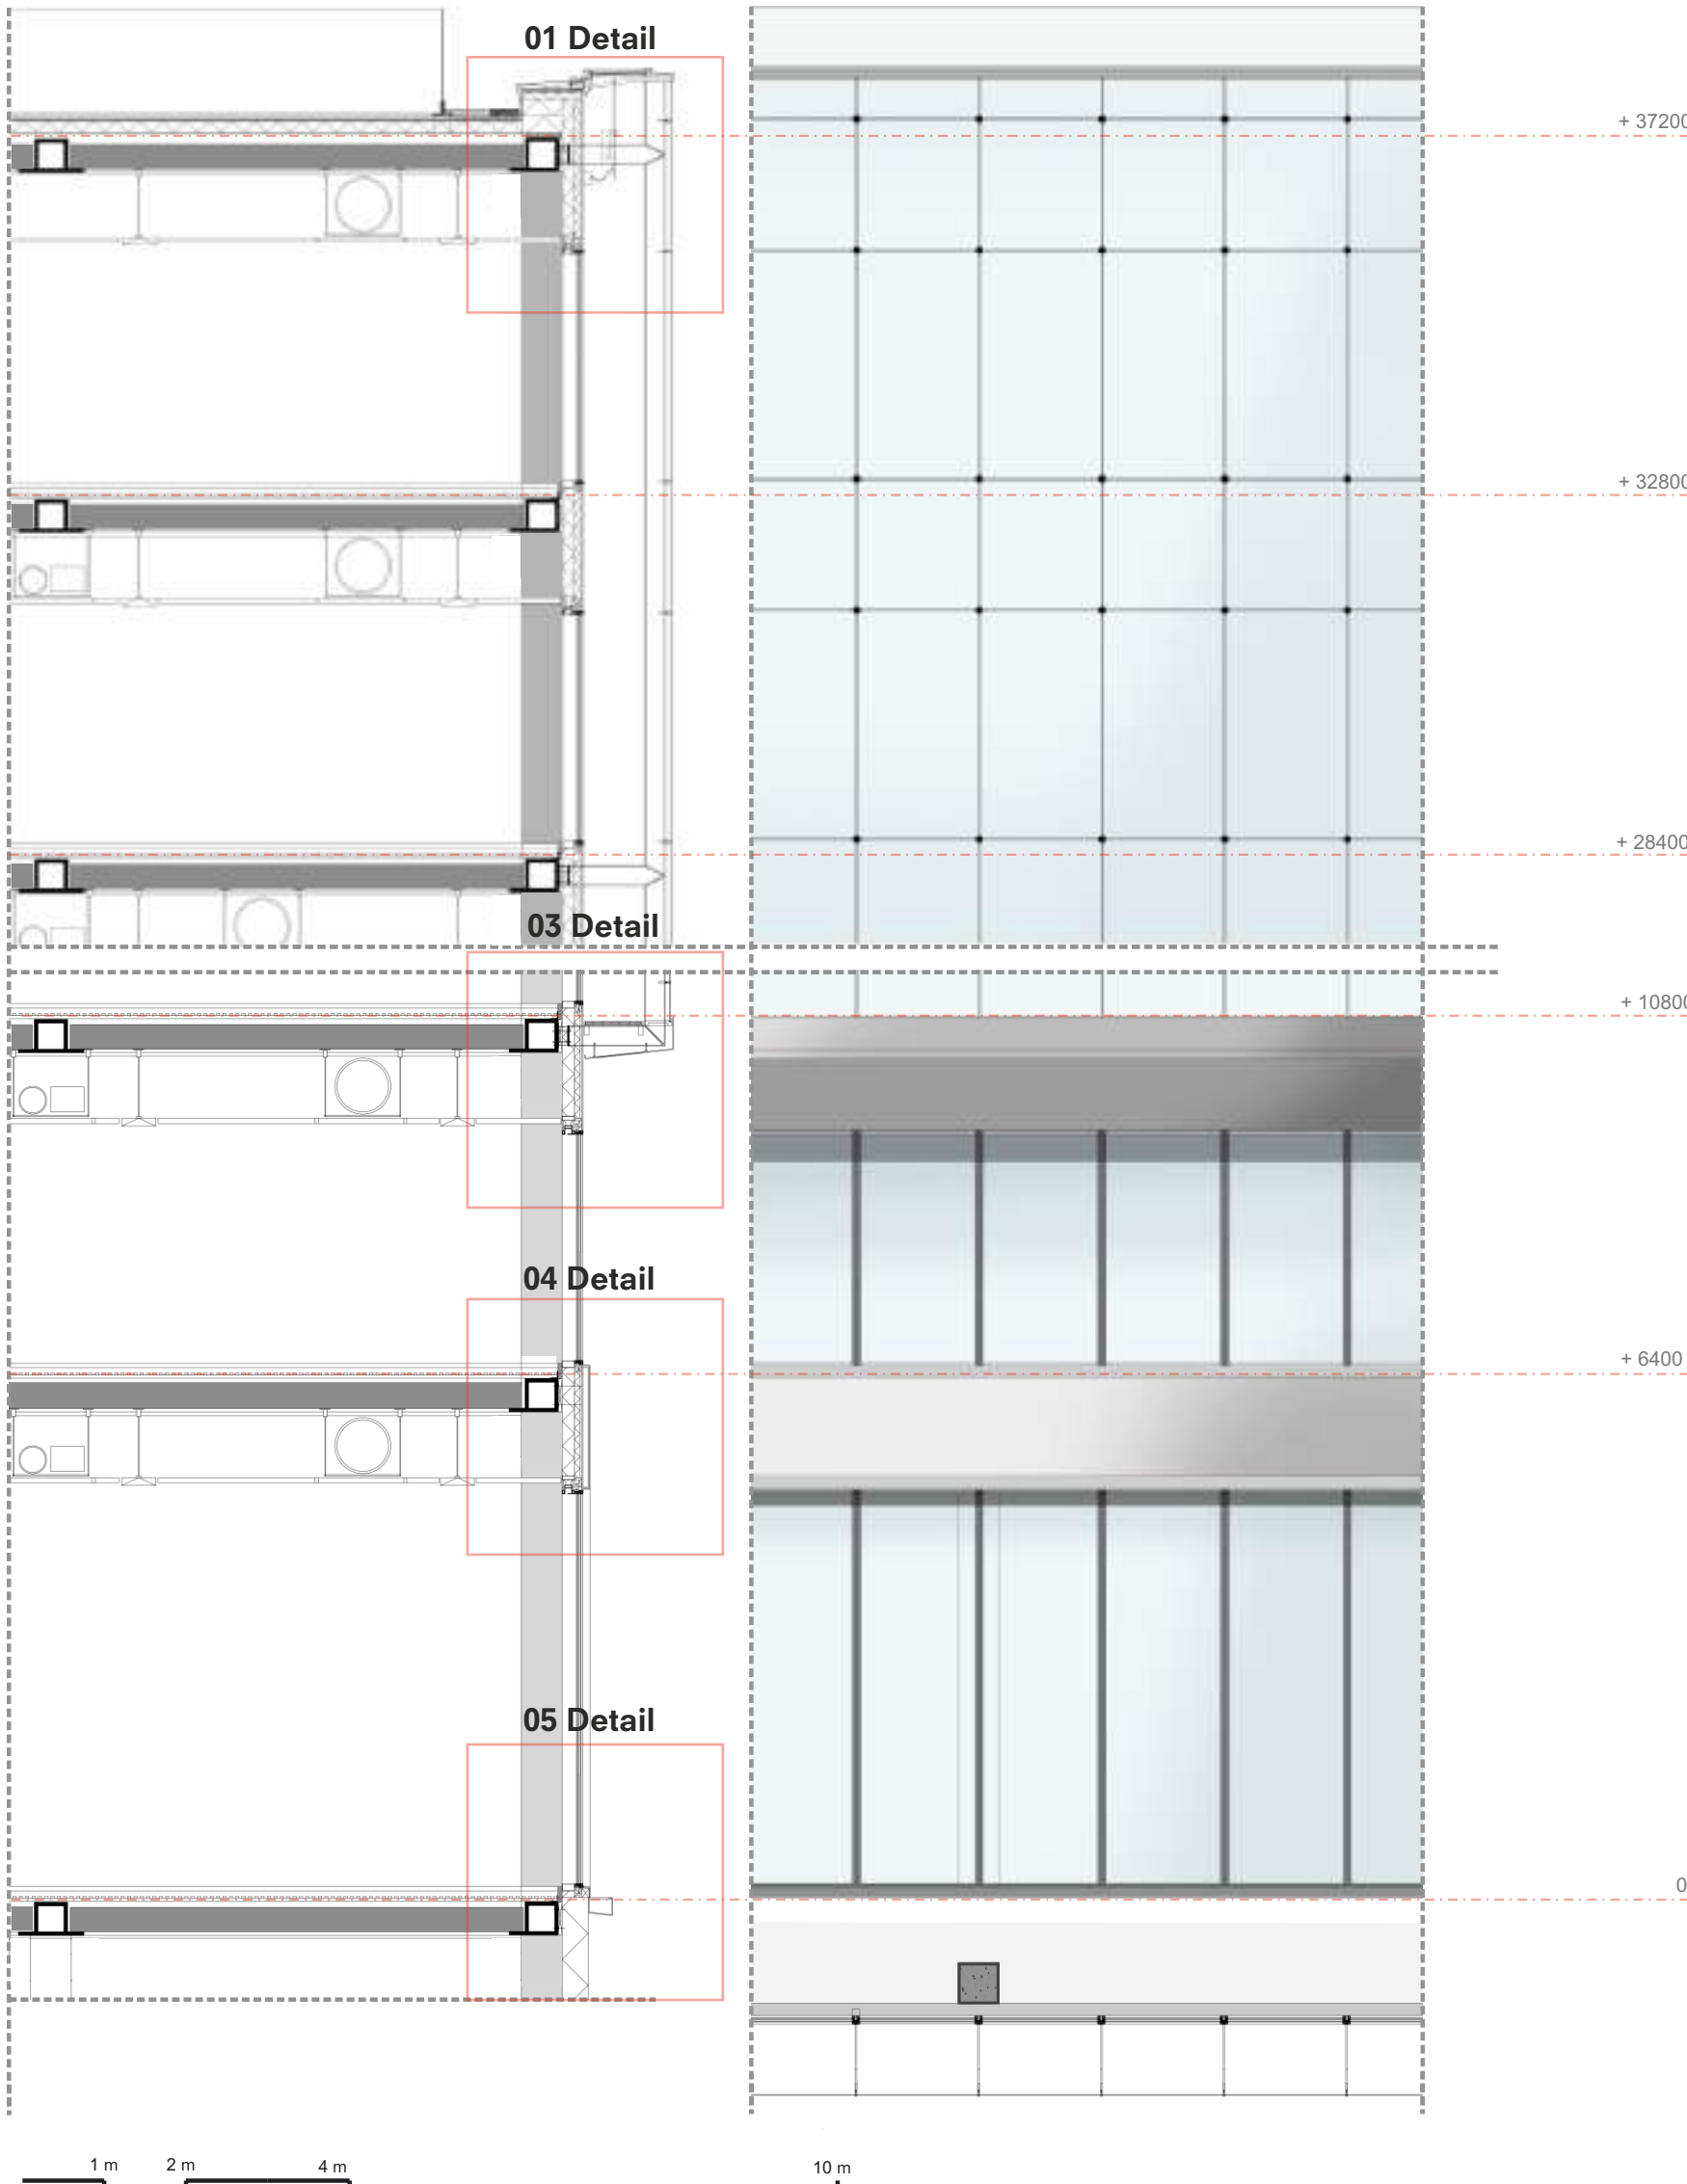 01 Detail
+ 37200
+ 32800
+ 28400
03 Detail
+ 10800
04 Detail
+ 6400
05 Detail
0
1 m 2 m 4 m 10 m